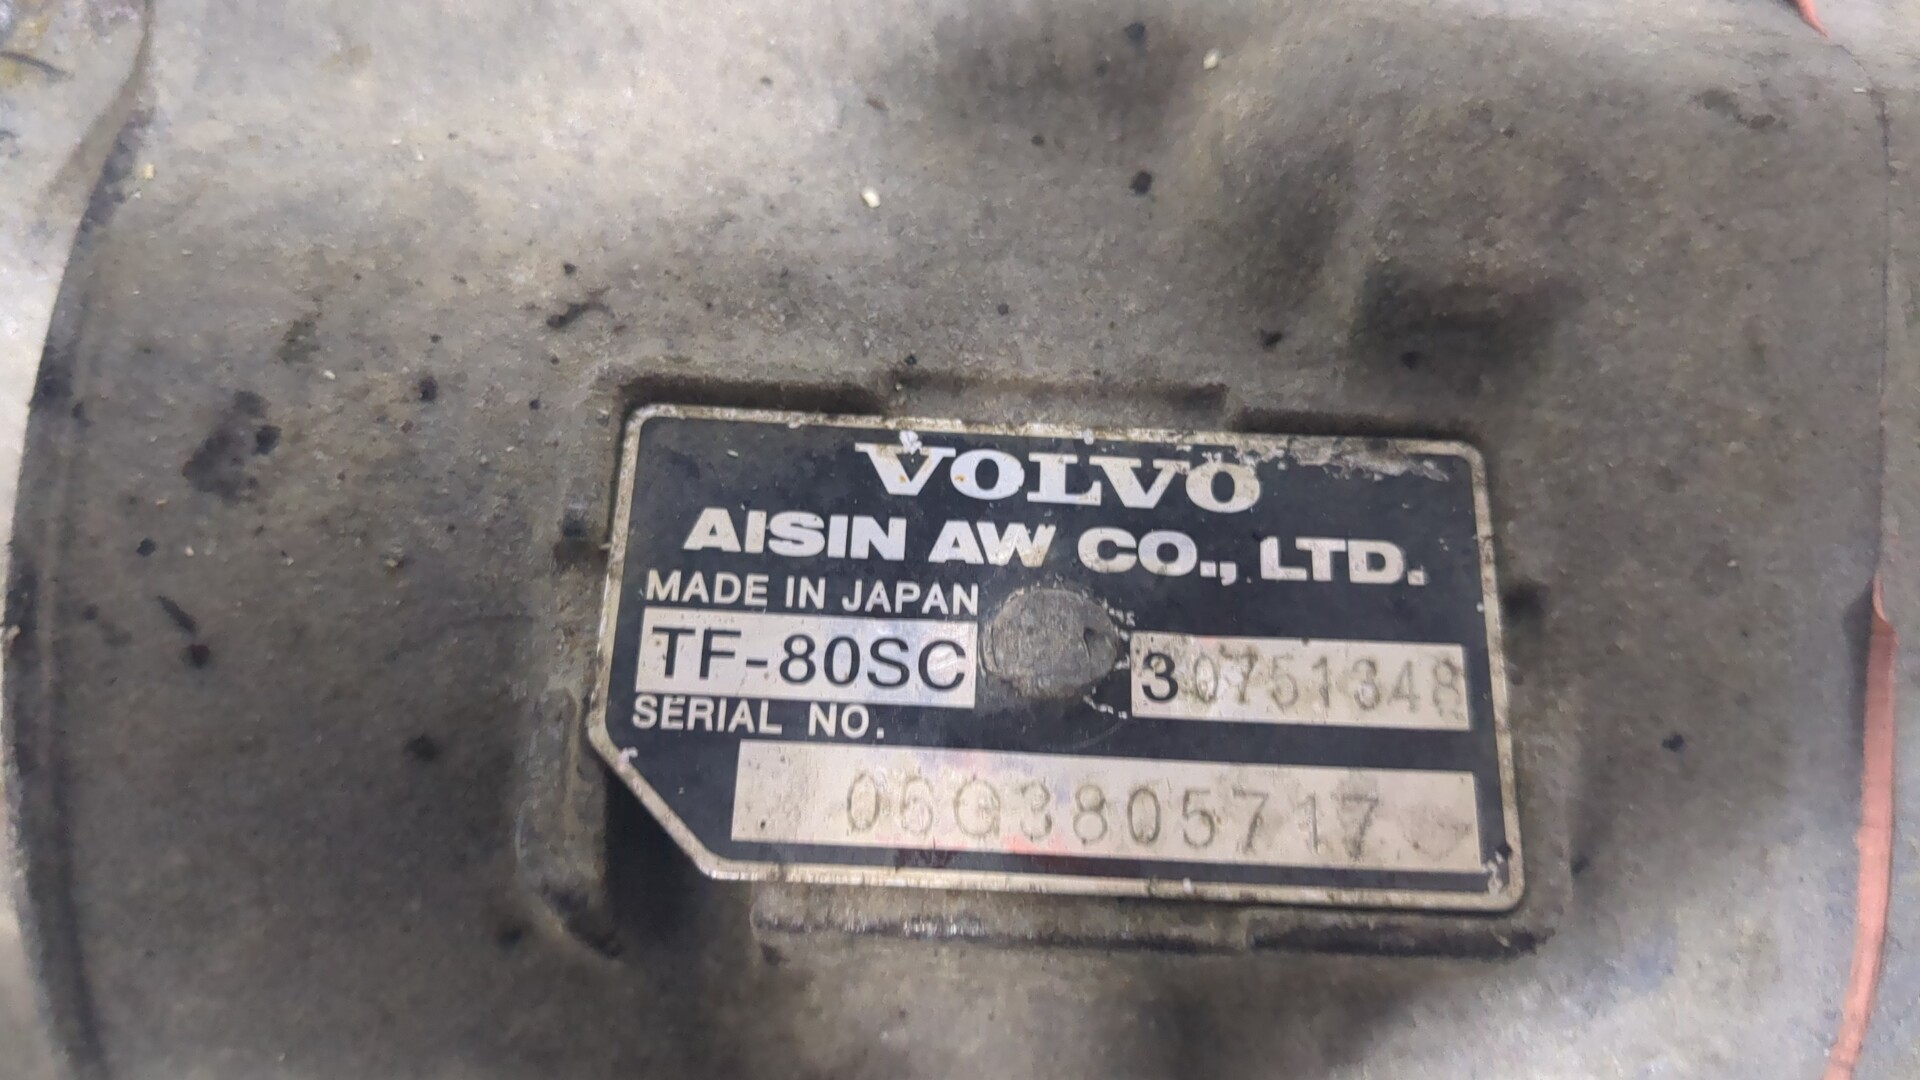 VOLVO
AISIN AW CO., LTD.
MADE IN JAPAN
TF-80SC 30751348
SERIAL NO.
06G3805717